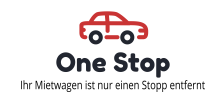 One Stop
Ihr Mietwagen ist nur einen Stopp entfernt